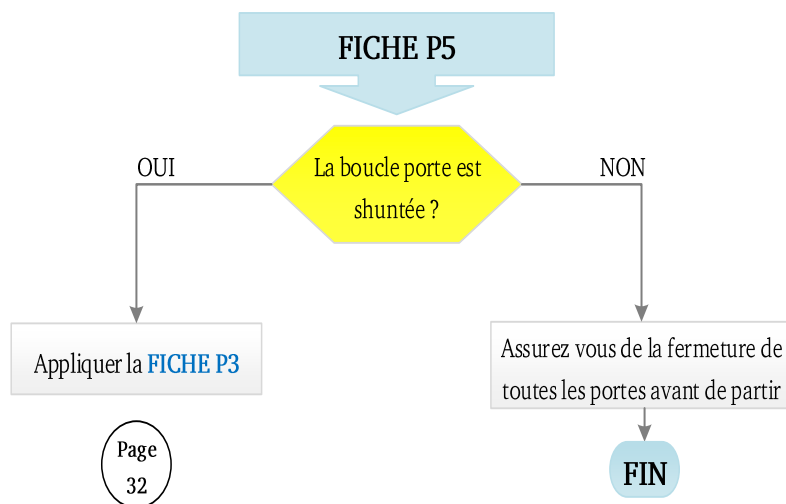 FICHE P5
OUI
NON
La boucle porte est
shuntée ?
Appliquer la FICHE P3
Assurez vous de la fermeture de
toutes les portes avant de partir
Page
32
FIN